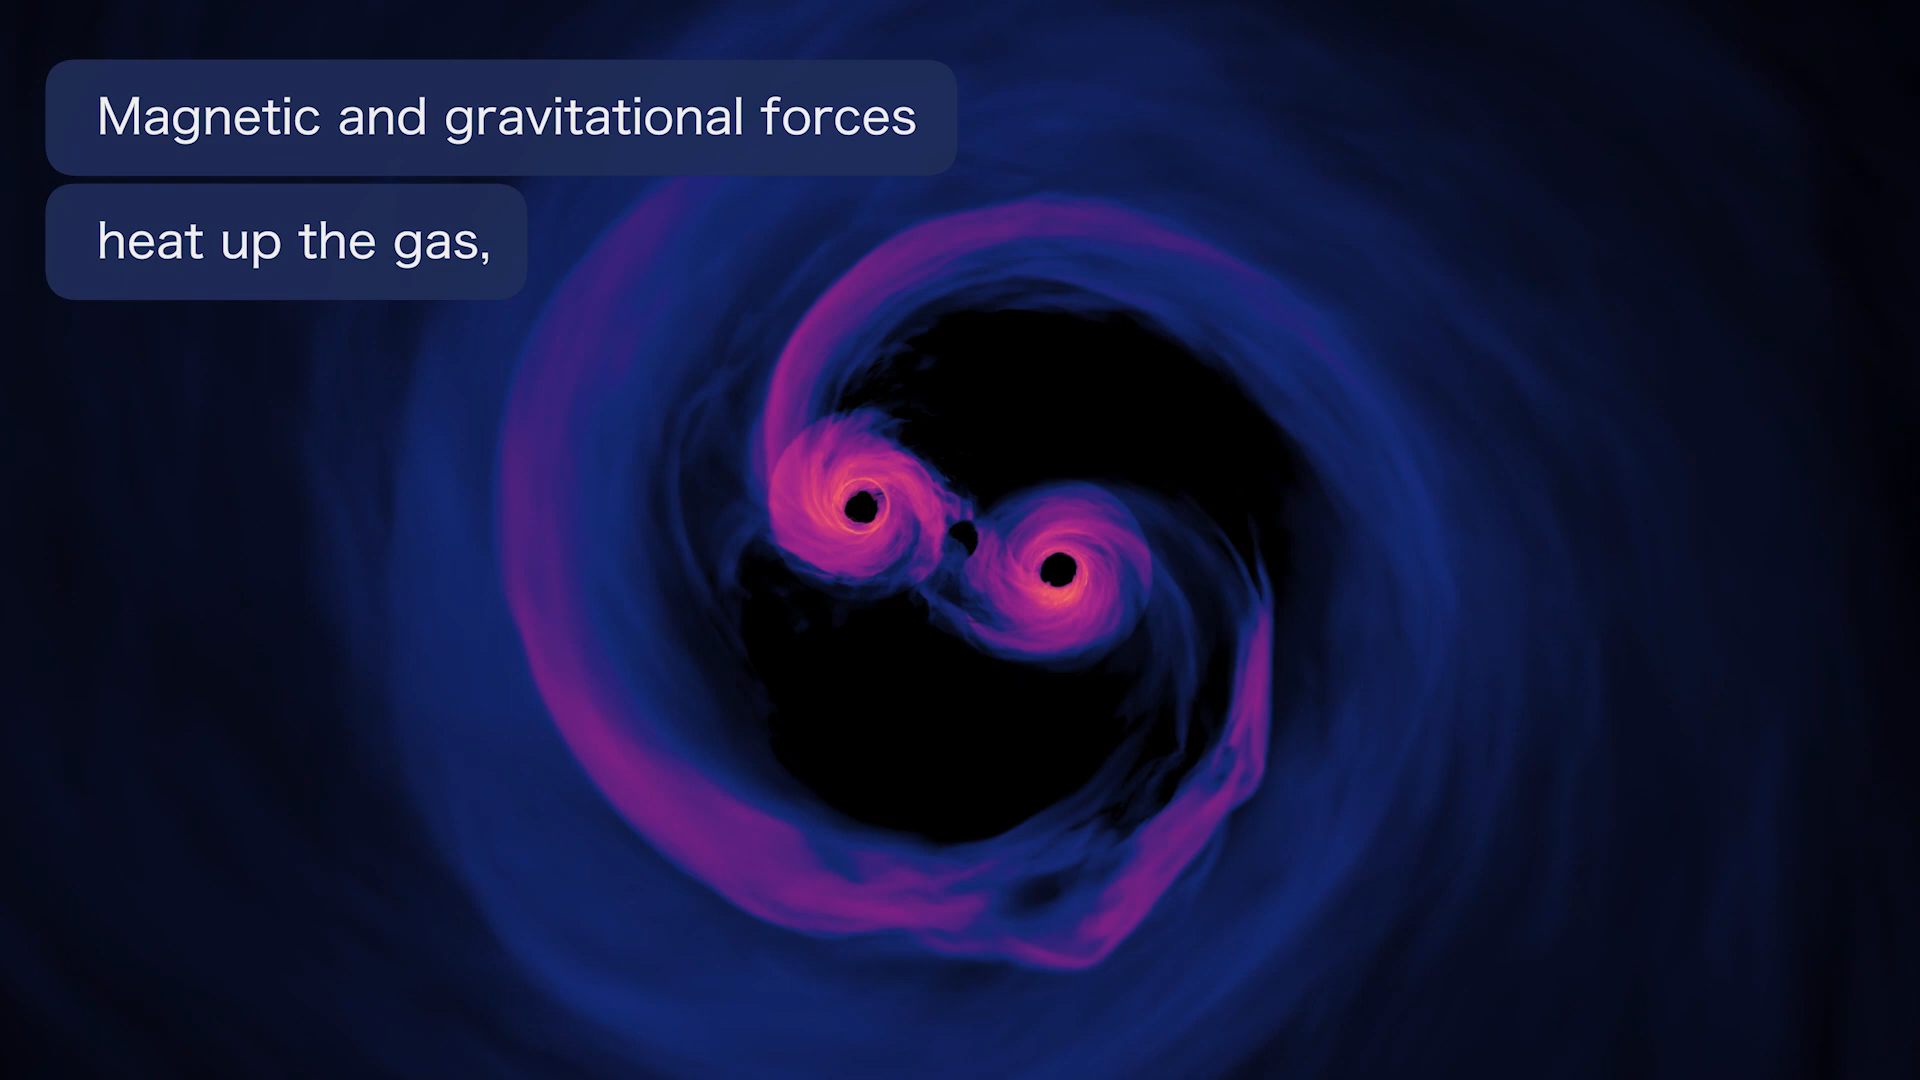 Magnetic and gravitational forces
heat up the gas,